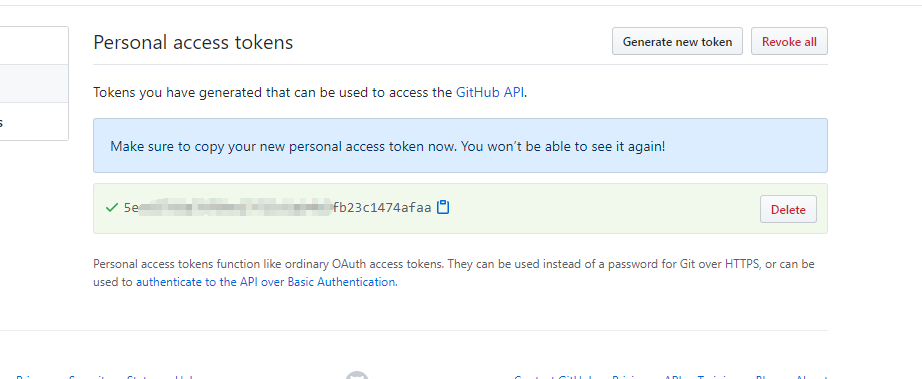 Personal access tokens
Generate new token
Revoke all
Tokens you have generated that can be used to access the GitHub API.
s
Make sure to copy your new personal access token now. You won’t be able to see it again!
5e fb23c1474afaa
Delete
Personal access tokens function like ordinary OAuth access tokens. They can be used instead of a password for Git over HTTPS, or can be
used to authenticate to the API over Basic Authentication.